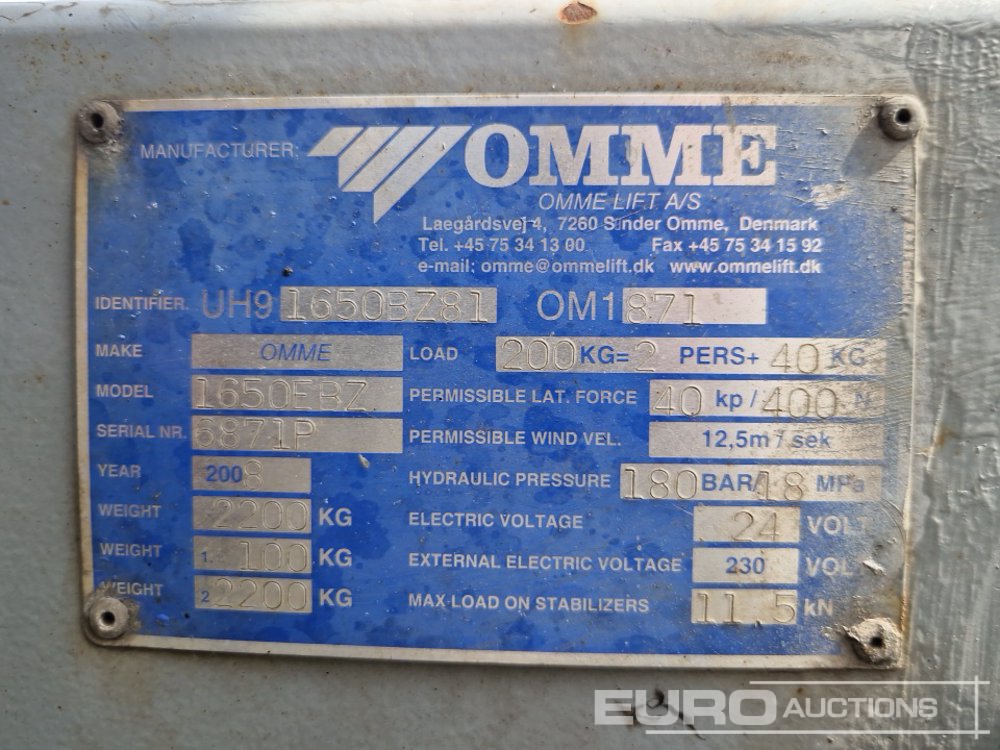 MANUFACTURER: OMME
OMME LIFT A/S
Laegårdsvej 4, 7260 Sønder Omme, Denmark
Tel. +45 75 34 13 00 Fax +45 75 34 15 92
e-mail: omme@ommelift.dk www.ommelift.dk
IDENTIFIER. UH9 1650BZ81 OM1 871
MAKE OMME LOAD 200 KG= 2 PERS+ 40 KG
MODEL 1650EBZ PERMISSIBLE LAT. FORCE 40 kp / 400 N
SERIAL NR. 6871P PERMISSIBLE WIND VEL. 12,5m / sek
YEAR 2008 HYDRAULIC PRESSURE 180 BAR/ 18 MPa
WEIGHT 2200 KG ELECTRIC VOLTAGE 24 VOLT
WEIGHT 1. 100 KG EXTERNAL ELECTRIC VOLTAGE 230 VOLT
WEIGHT 2 2200 KG MAX LOAD ON STABILIZERS 11.5 kN
EURO AUCTIONS